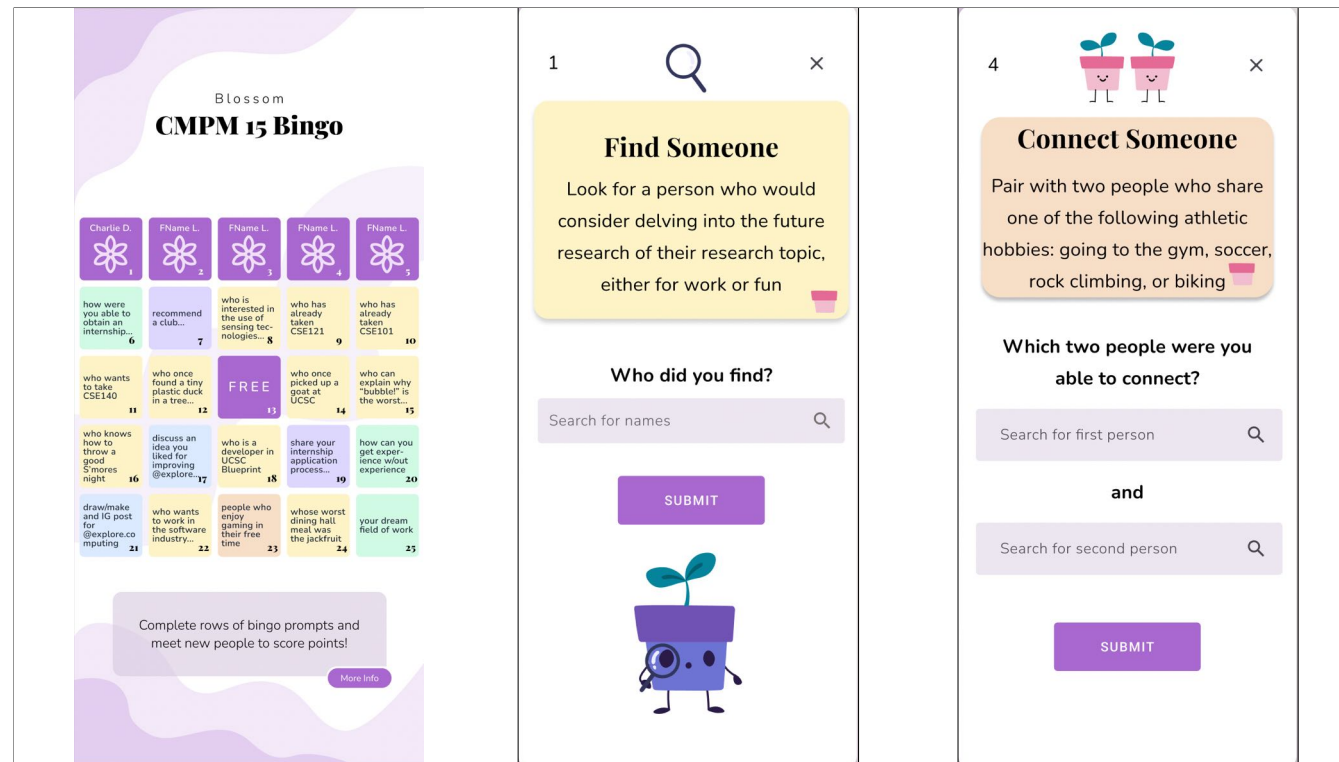 Blossom
CMPM 15 Bingo
Charlie D.
1
FName L.
2
FName L.
3
FName L.
4
FName L.
5
how were
you able to
obtain an
internship...
6
recommend
a club...
7
who is
interested in
the use of
sensing tec-
nologies...
8
who has
already
taken
CSE121
9
who has
already
taken
CSE101
10
who wants
to take
CSE140
11
who once
found a tiny
plastic duck
in a tree...
12
FREE
13
who once
picked up a
goat at
UCSC
14
who can
explain why
"bubble!" is
the worst...
15
who knows
how to
throw a
good
S'mores
night
16
discuss an
idea you
liked for
improving
@explore...
17
who is a
developer in
UCSC
Blueprint
18
share your
internship
application
process...
19
how can you
get exper-
ience w/out
experience
20
draw/make
and IG post
for
@explore.co
mputing
21
who wants
to work in
the software
industry...
22
people who
enjoy
gaming in
their free
time
23
whose worst
dining hall
meal was
the jackfruit
24
your dream
field of work
25
Complete rows of bingo prompts and
meet new people to score points!
More Info
1
Find Someone
Look for a person who would
consider delving into the future
research of their research topic,
either for work or fun
Who did you find?
Search for names
SUBMIT
4
Connect Someone
Pair with two people who share
one of the following athletic
hobbies: going to the gym, soccer,
rock climbing, or biking
Which two people were you
able to connect?
Search for first person
and
Search for second person
SUBMIT